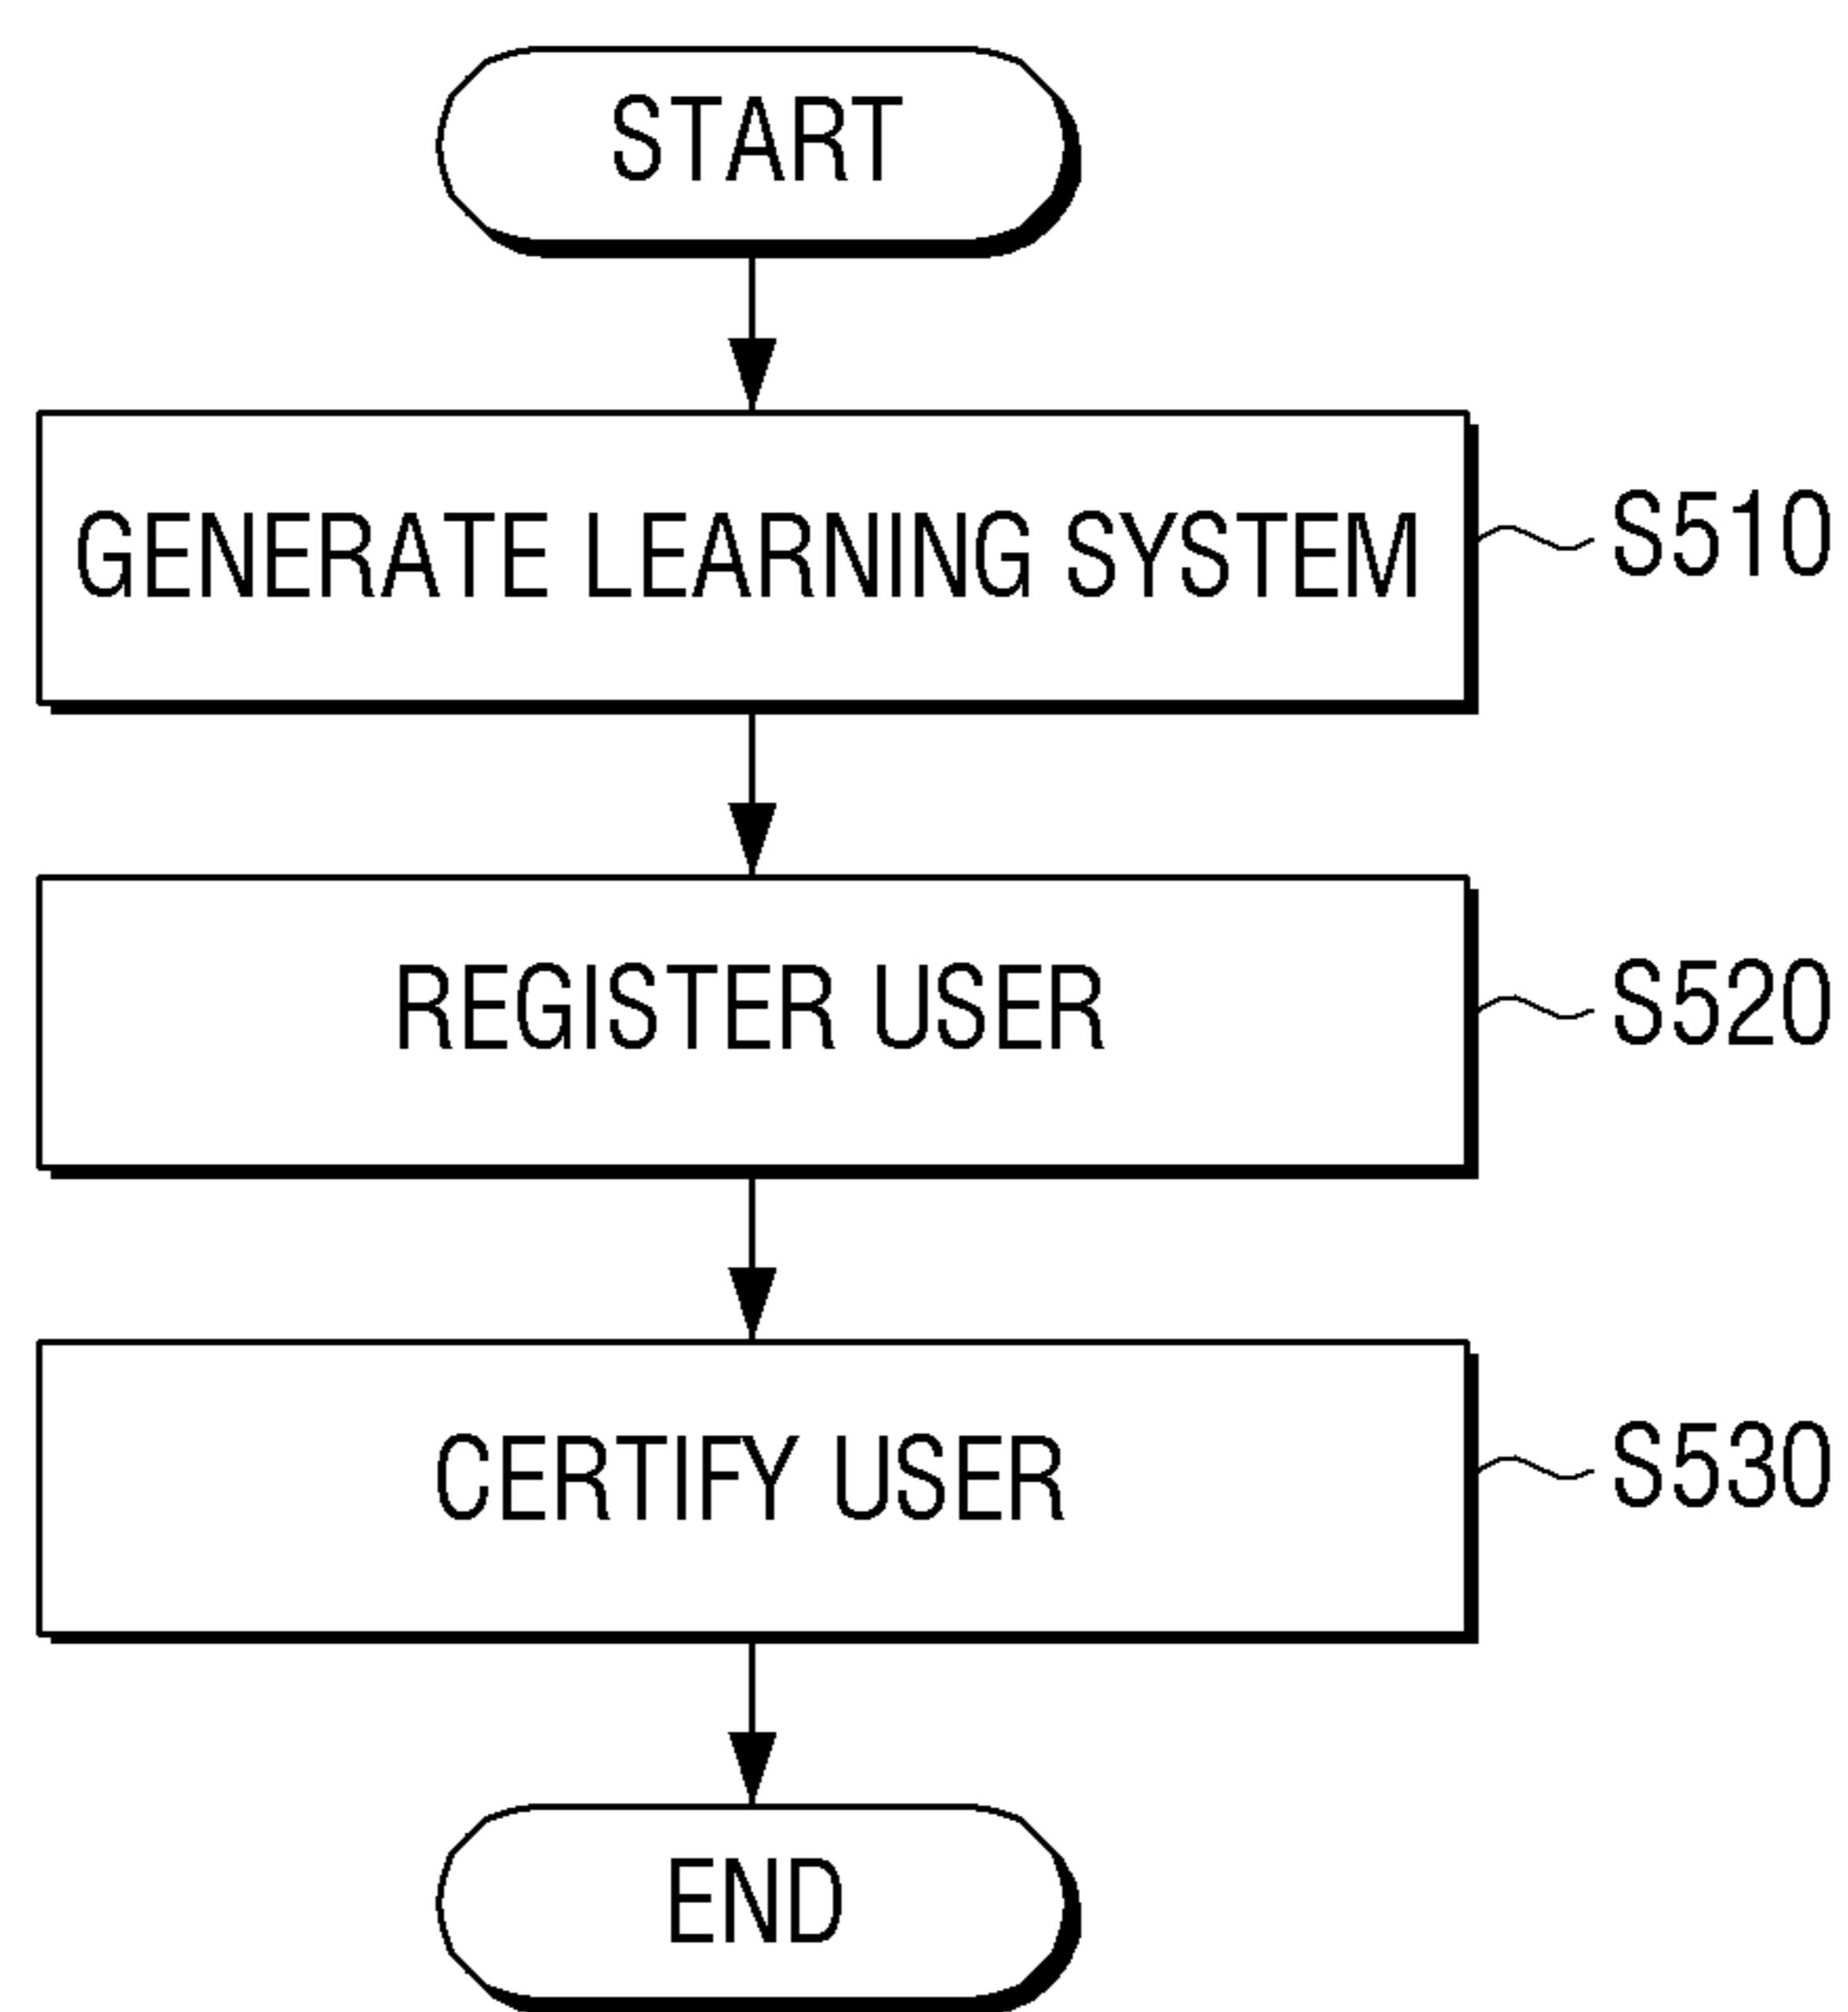 START
GENERATE LEARNING SYSTEM
S510
REGISTER USER
S520
CERTIFY USER
S530
END